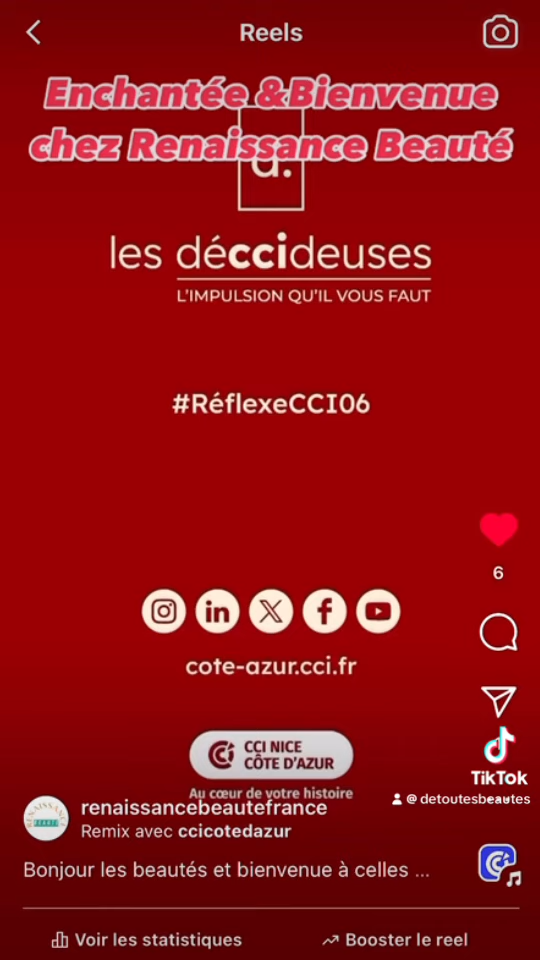 Reels
Enchantée &Bienvenue
chez Renaissance Beauté
d.
les déccideuses
L'IMPULSION QU'IL VOUS FAUT
#RéflexeCCI06
6
cote-azur.cci.fr
CCI NICE
CÔTE D'AZUR
Au cœur de votre histoire
TikTok
@detoutesbeautes
renaissancebeautefrance
Remix avec ccicotedazur
Bonjour les beautés et bienvenue à celles ...
Voir les statistiques
Booster le reel